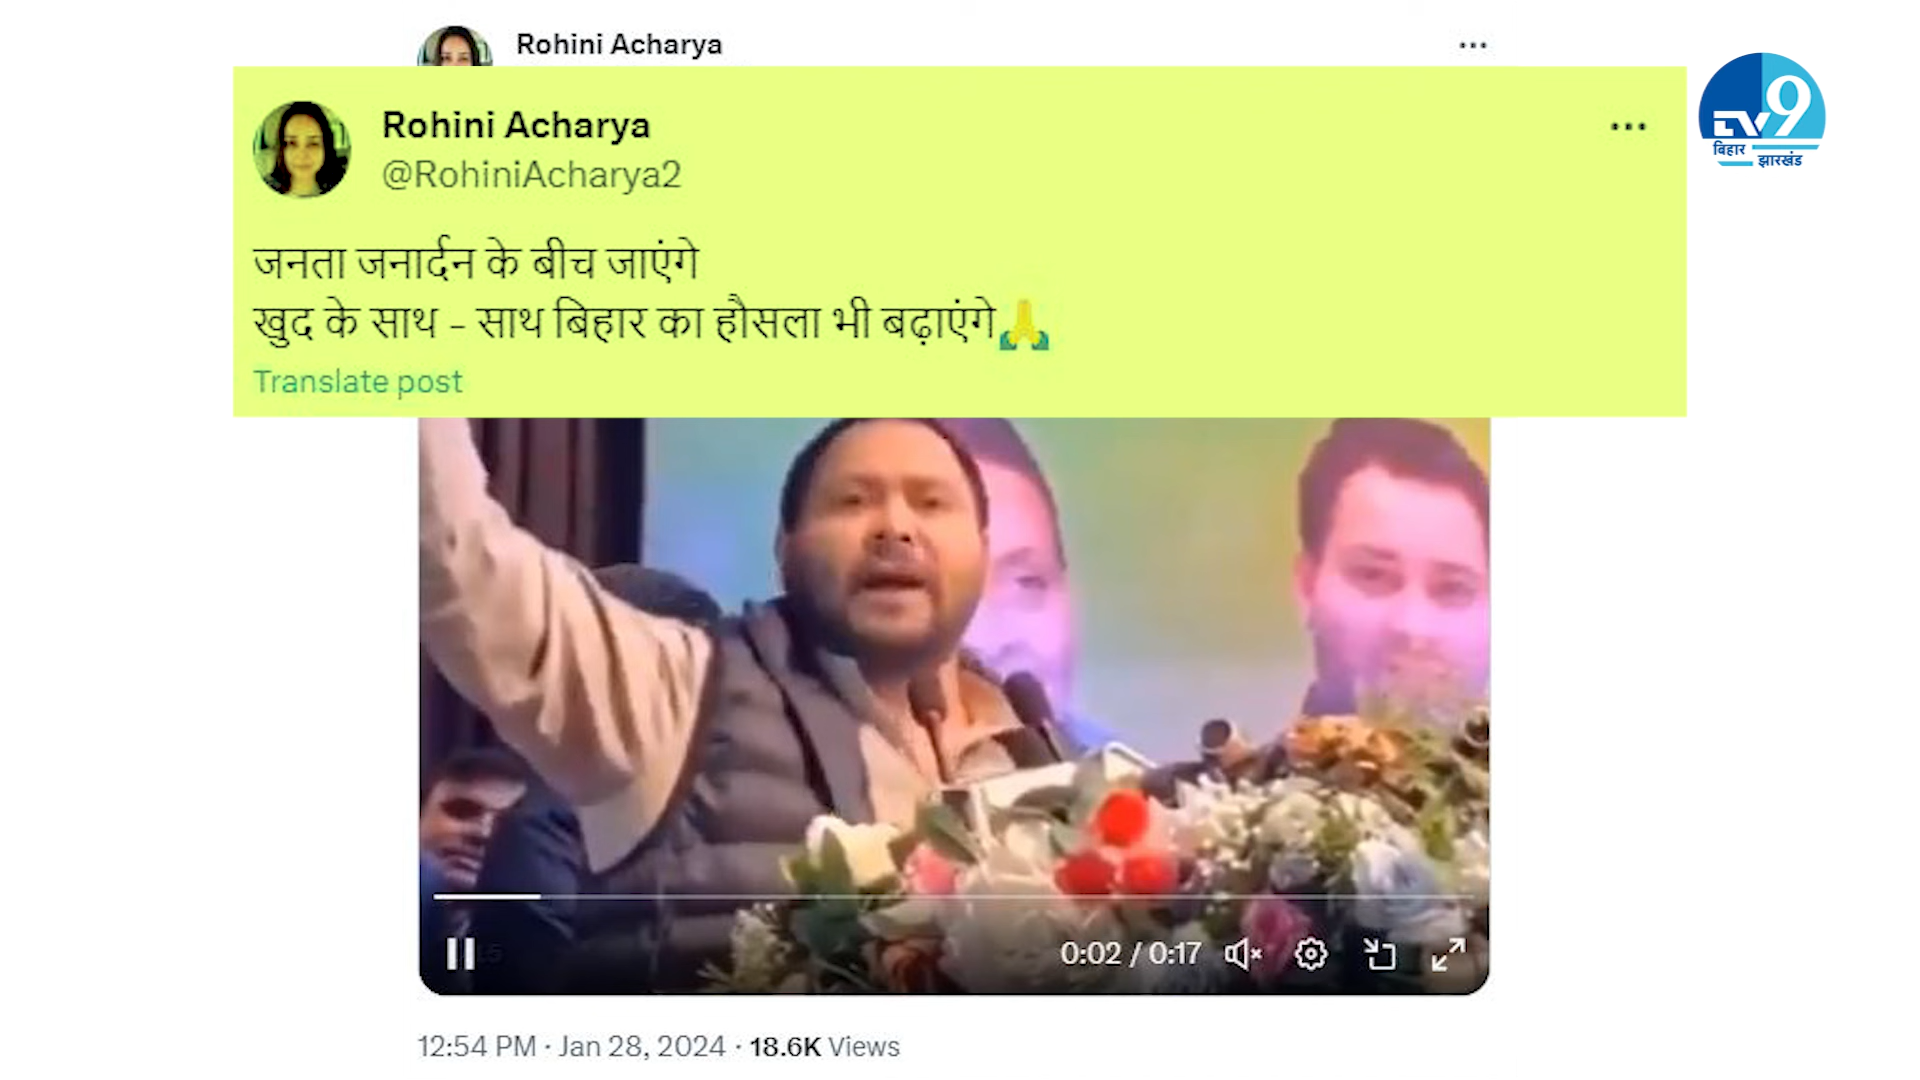 Rohini Acharya
Rohini Acharya
@RohiniAcharya2
जनता जनार्दन के बीच जाएंगे
खुद के साथ - साथ बिहार का हौसला भी बढ़ाएंगे🙏
Translate post
TV9
बिहार
झारखंड
0:02 / 0:17
12:54 PM · Jan 28, 2024 · 18.6K Views